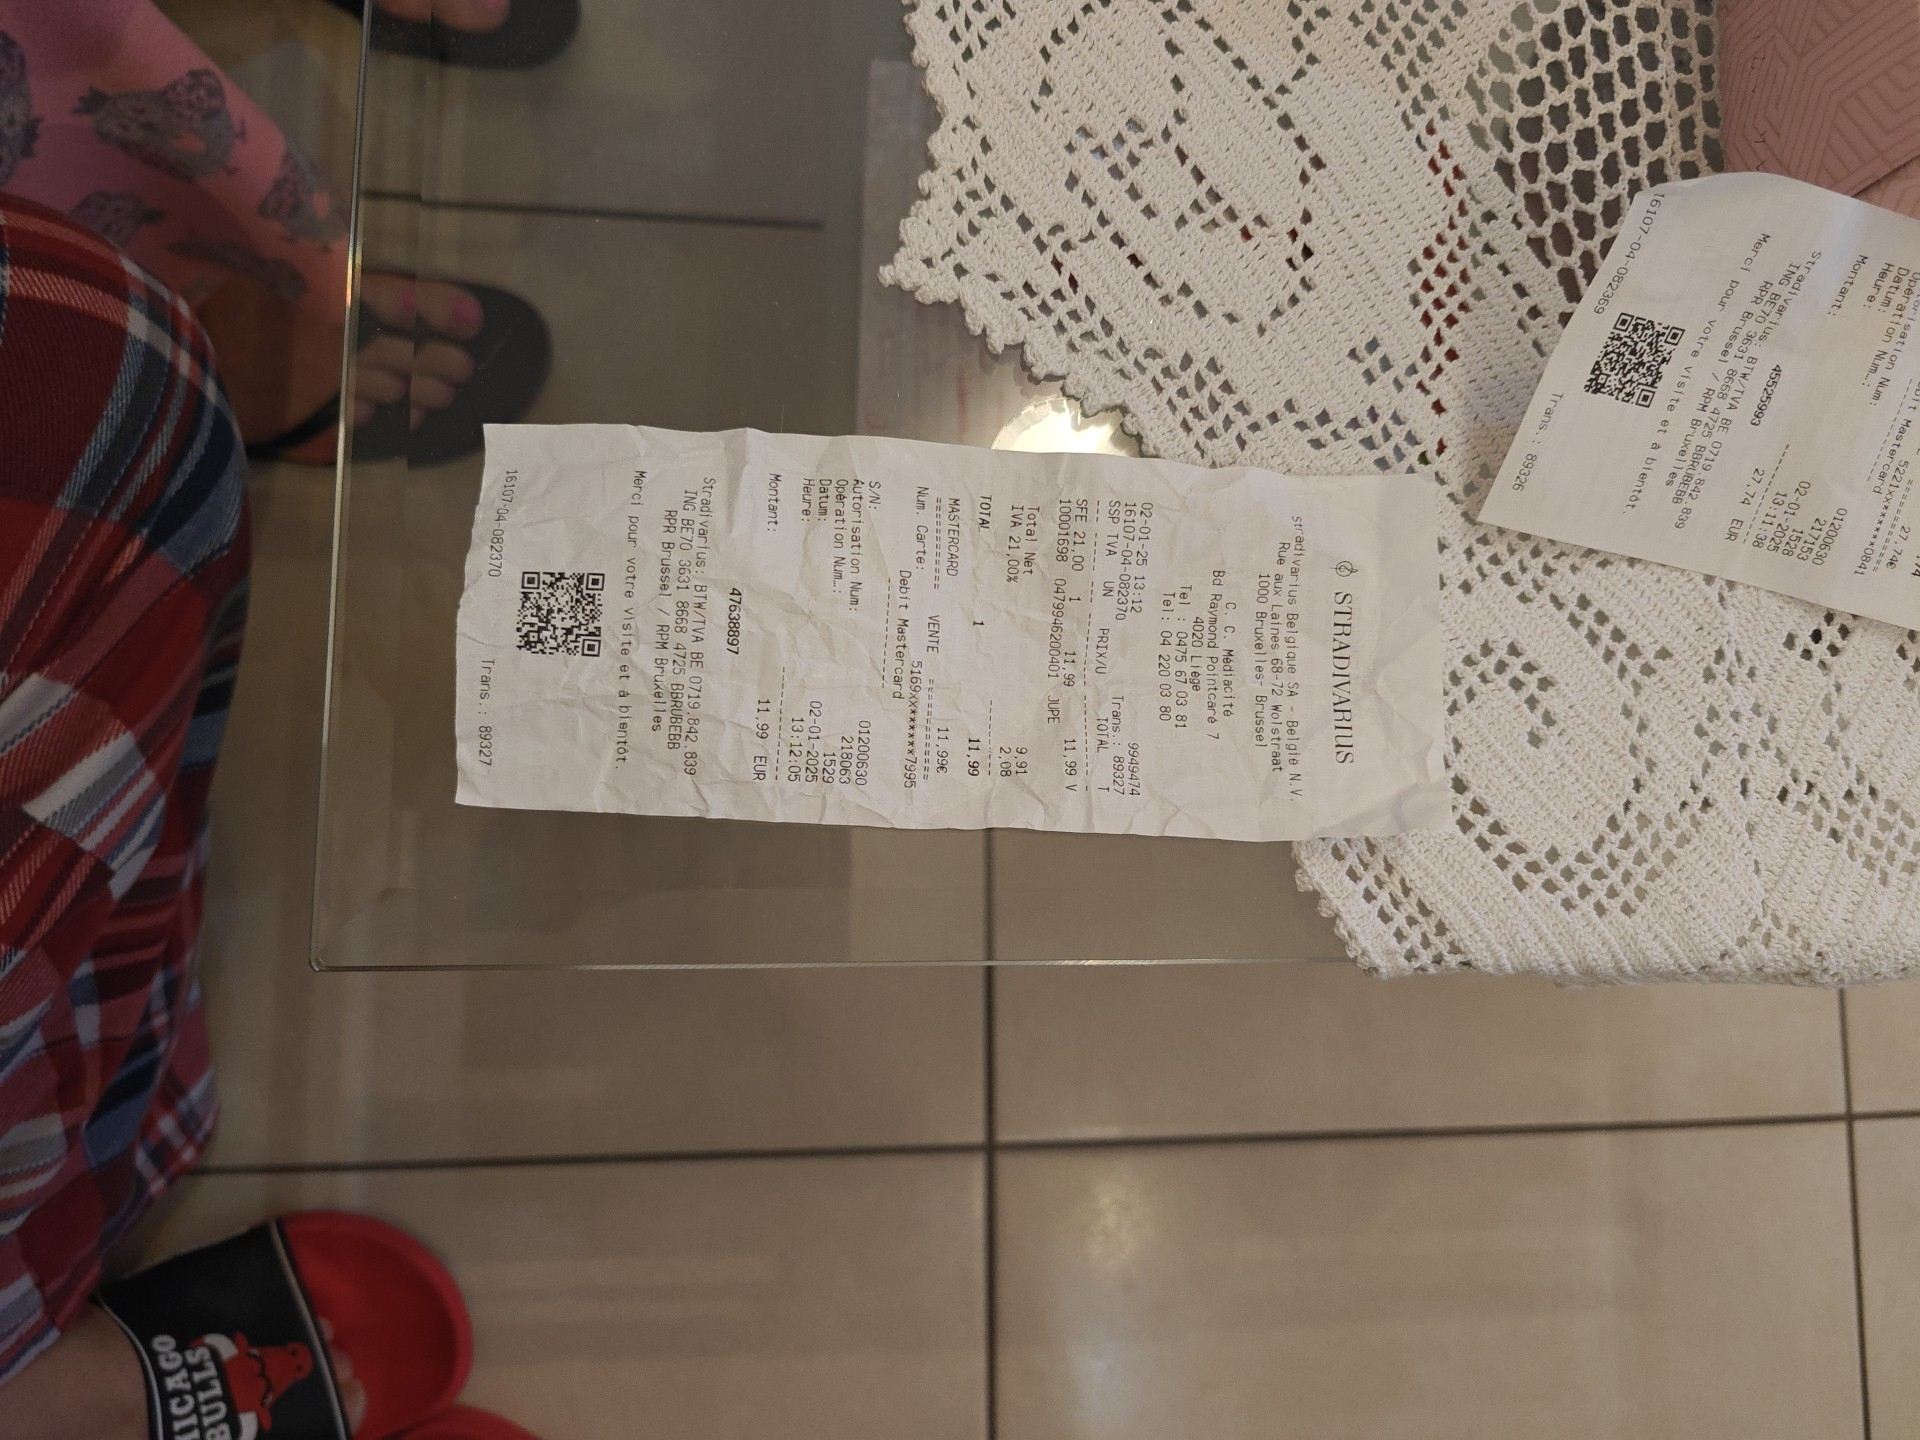 STRADIVARIUS
Stradivarius Belgique SA - België N.V.
Rue aux Laines 68-72 Wolstraat
1000 Bruxelles- Brussel
C. C. Médiacité
Bd Raymond Pointcaré 7
4020 Liège
Tel : 0475 67 03 81
Tel : 04 220 03 80
02-01-25 13:12 9949474
16107-04-082370 Trans.: 89327
SSP TVA UN PRIX/U TOTAL T
SFE 21,00 1 11,99 11,99 V
10001698 0479946200401 JUPE
Total Net 9,91
IVA 21,00% 2,08
TOTAL 1 11,99
MASTERCARD VENTE 11.99€
Num. Carte: 5169xx******7995
Debit Mastercard
S/N: 01200630
Autorisation Num: 218063
Opération Num.: 1529
Datum: 02-01-2025
Heure: 13:12:05
Montant: 11,99 EUR
47638897
Stradivarius: BTW/TVA BE 0719.842.839
ING BE70 3631 8668 4725 BBRUBEBB
RPR Brussel / RPM Bruxelles
Merci pour votre visite et à bientôt.
16107-04-082370 Trans.: 89327
27.74€
5221xx******0841
Mastercard
01200630
Autorisation Num: 217153
Opération Num.: 1528
Datum: 02-01-2025
Heure: 13:11:38
Montant: 27,74 EUR
45525993
Stradivarius: BTW/TVA BE 0719.842.839
ING BE70 3631 8668 4725 BBRUBEBB
RPR Brussel / RPM Bruxelles
Merci pour votre visite et à bientôt.
16107-04-082369 Trans.: 89326
BULLS